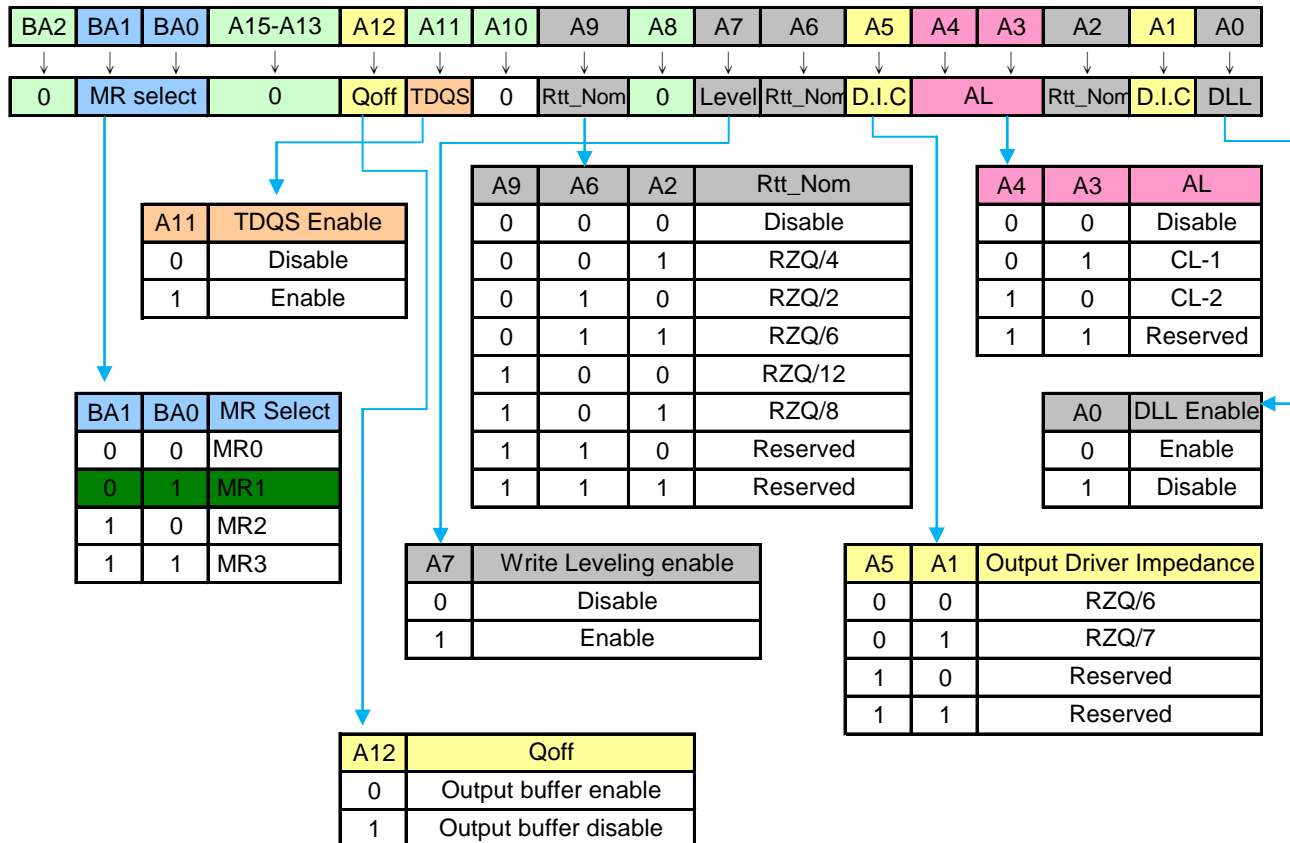 BA2 BA1 BA0 A15-A13 A12 A11 A10 A9 A8 A7 A6 A5 A4 A3 A2 A1 A0
0 MR select 0 Qoff TDQS 0 Rtt_Nom 0 Level Rtt_Nom D.I.C AL Rtt_Nom D.I.C DLL
A11 TDQS Enable
0 Disable
1 Enable
A9 A6 A2 Rtt_Nom
0 0 0 Disable
0 0 1 RZQ/4
0 1 0 RZQ/2
0 1 1 RZQ/6
1 0 0 RZQ/12
1 0 1 RZQ/8
1 1 0 Reserved
1 1 1 Reserved
A4 A3 AL
0 0 Disable
0 1 CL-1
1 0 CL-2
1 1 Reserved
BA1 BA0 MR Select
0 0 MR0
0 1 MR1
1 0 MR2
1 1 MR3
A0 DLL Enable
0 Enable
1 Disable
A7 Write Leveling enable
0 Disable
1 Enable
A5 A1 Output Driver Impedance
0 0 RZQ/6
0 1 RZQ/7
1 0 Reserved
1 1 Reserved
A12 Qoff
0 Output buffer enable
1 Output buffer disable